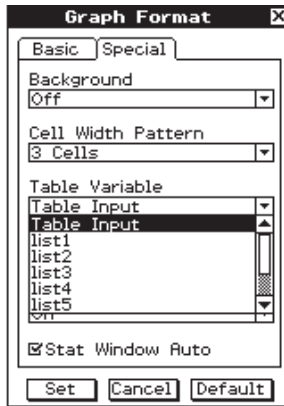 Graph Format
Basic Special
Background
Off
Cell Width Pattern
3 Cells
Table Variable
Table Input
Table Input
list1
list2
list3
list4
list5
Stat Window Auto
Set Cancel Default